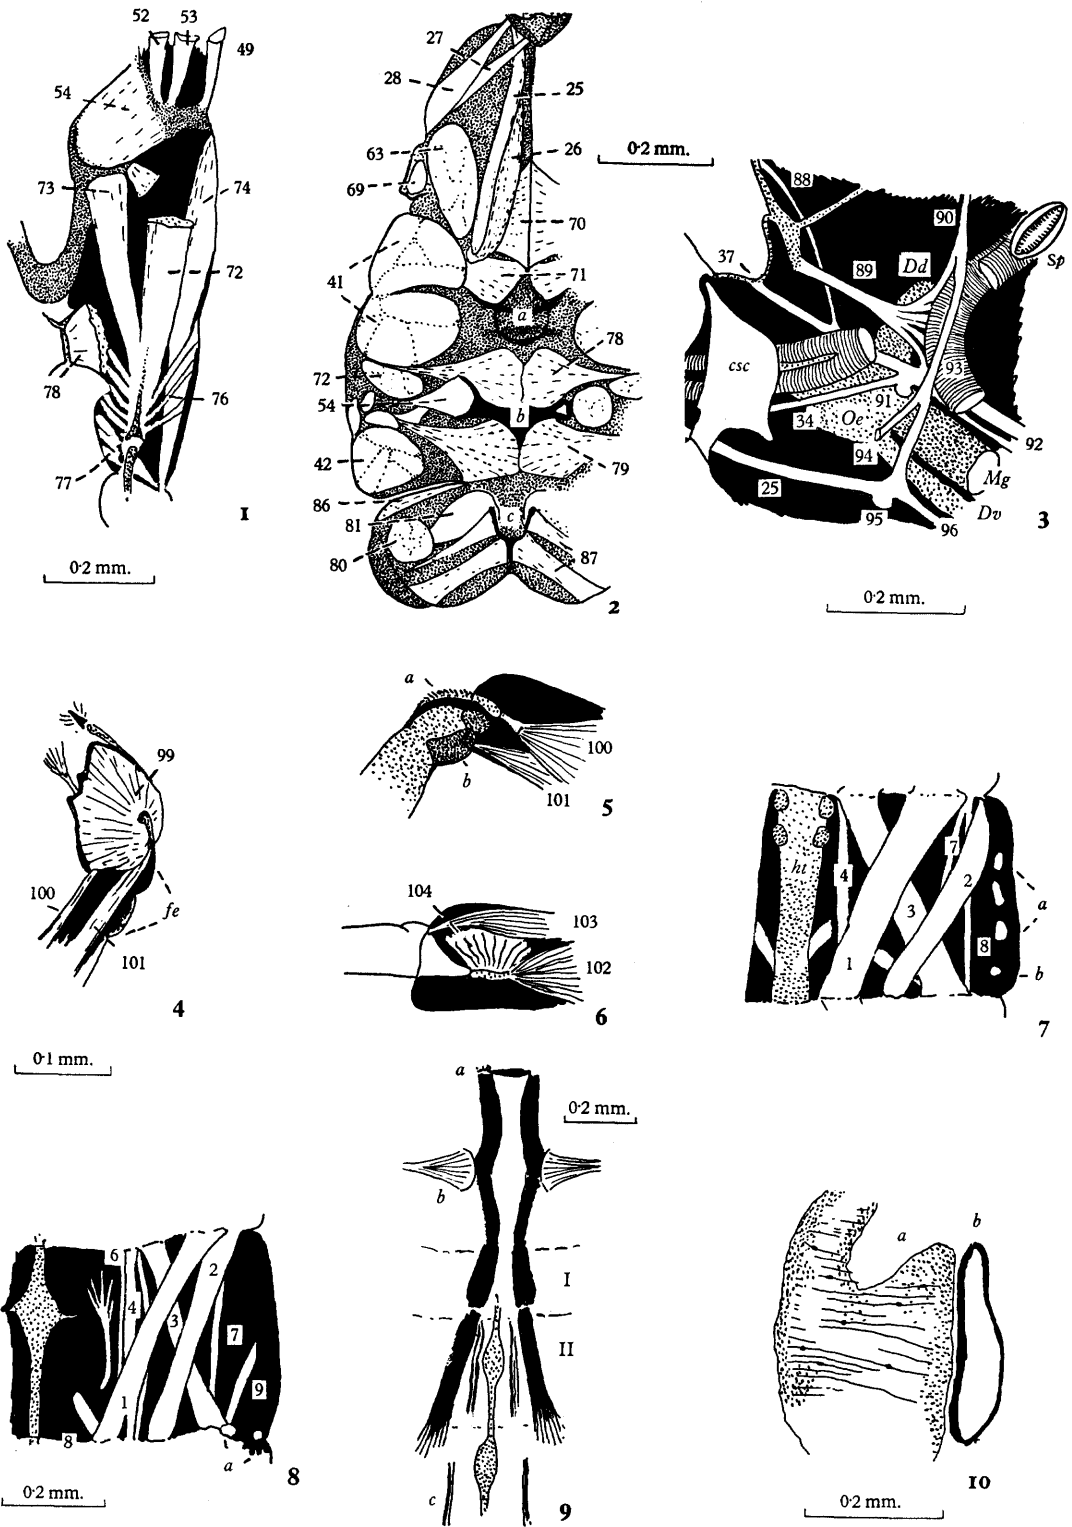 52 53
49
54
73
74
72
78
76
77
1
0·2 mm.
27
28
25
63
26
69
70
41
71
a
78
72
54
b
42
79
86
81
c
80
87
2
0·2 mm.
88
90
Sp
37
89
Dd
csc
93
91
34
Oe
92
94
Mg
25
Dv
95
96
3
0·2 mm.
99
100
fe
101
4
0·1 mm.
a
100
b
101
5
104
103
102
6
ht
7
4
2
a
3
8
1
b
7
6
2
4
3
7
1
9
8
a
8
0·2 mm.
a
0·2 mm.
b
I
II
c
9
a
b
10
0·2 mm.